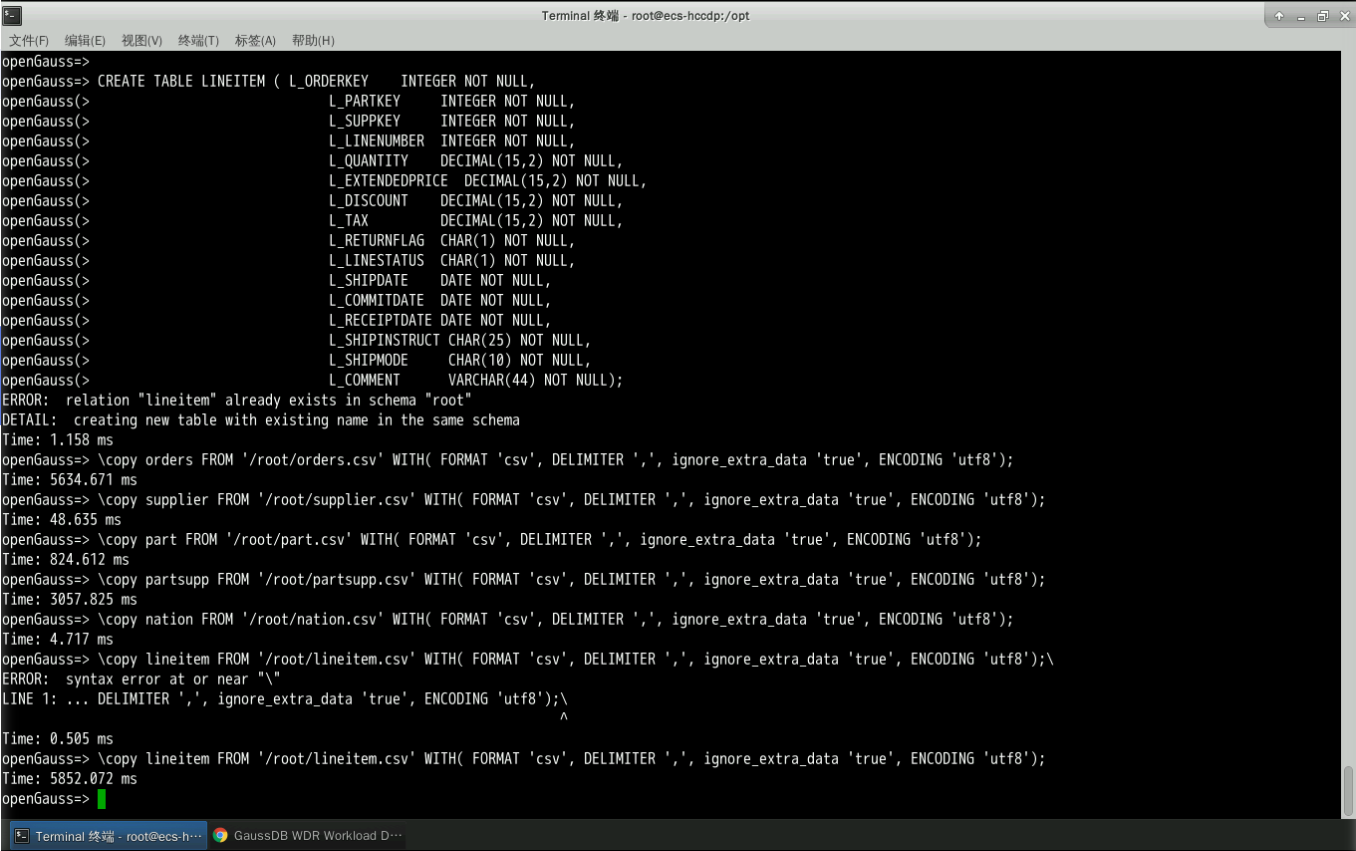 Terminal 终端 - root@ecs-hccdp:/opt
文件(F) 编辑(E) 视图(V) 终端(T) 标签(A) 帮助(H)
openGauss=>
openGauss=> CREATE TABLE LINEITEM ( L_ORDERKEY    INTEGER NOT NULL,
openGauss(>                              L_PARTKEY     INTEGER NOT NULL,
openGauss(>                              L_SUPPKEY     INTEGER NOT NULL,
openGauss(>                              L_LINENUMBER  INTEGER NOT NULL,
openGauss(>                              L_QUANTITY    DECIMAL(15,2) NOT NULL,
openGauss(>                              L_EXTENDEDPRICE  DECIMAL(15,2) NOT NULL,
openGauss(>                              L_DISCOUNT    DECIMAL(15,2) NOT NULL,
openGauss(>                              L_TAX         DECIMAL(15,2) NOT NULL,
openGauss(>                              L_RETURNFLAG  CHAR(1) NOT NULL,
openGauss(>                              L_LINESTATUS  CHAR(1) NOT NULL,
openGauss(>                              L_SHIPDATE    DATE NOT NULL,
openGauss(>                              L_COMMITDATE  DATE NOT NULL,
openGauss(>                              L_RECEIPTDATE DATE NOT NULL,
openGauss(>                              L_SHIPINSTRUCT CHAR(25) NOT NULL,
openGauss(>                              L_SHIPMODE     CHAR(10) NOT NULL,
openGauss(>                              L_COMMENT      VARCHAR(44) NOT NULL);
ERROR:  relation "lineitem" already exists in schema "root"
DETAIL:  creating new table with existing name in the same schema
Time: 1.158 ms
openGauss=> \copy orders FROM '/root/orders.csv' WITH( FORMAT 'csv', DELIMITER ',', ignore_extra_data 'true', ENCODING 'utf8');
Time: 5634.671 ms
openGauss=> \copy supplier FROM '/root/supplier.csv' WITH( FORMAT 'csv', DELIMITER ',', ignore_extra_data 'true', ENCODING 'utf8');
Time: 48.635 ms
openGauss=> \copy part FROM '/root/part.csv' WITH( FORMAT 'csv', DELIMITER ',', ignore_extra_data 'true', ENCODING 'utf8');
Time: 824.612 ms
openGauss=> \copy partsupp FROM '/root/partsupp.csv' WITH( FORMAT 'csv', DELIMITER ',', ignore_extra_data 'true', ENCODING 'utf8');
Time: 3057.825 ms
openGauss=> \copy nation FROM '/root/nation.csv' WITH( FORMAT 'csv', DELIMITER ',', ignore_extra_data 'true', ENCODING 'utf8');
Time: 4.717 ms
openGauss=> \copy lineitem FROM '/root/lineitem.csv' WITH( FORMAT 'csv', DELIMITER ',', ignore_extra_data 'true', ENCODING 'utf8');\
ERROR:  syntax error at or near "\"
LINE 1: ... DELIMITER ',', ignore_extra_data 'true', ENCODING 'utf8');\
^
Time: 0.505 ms
openGauss=> \copy lineitem FROM '/root/lineitem.csv' WITH( FORMAT 'csv', DELIMITER ',', ignore_extra_data 'true', ENCODING 'utf8');
Time: 5852.072 ms
openGauss=>
Terminal 终端 - root@ecs-h··· GaussDB WDR Workload D···